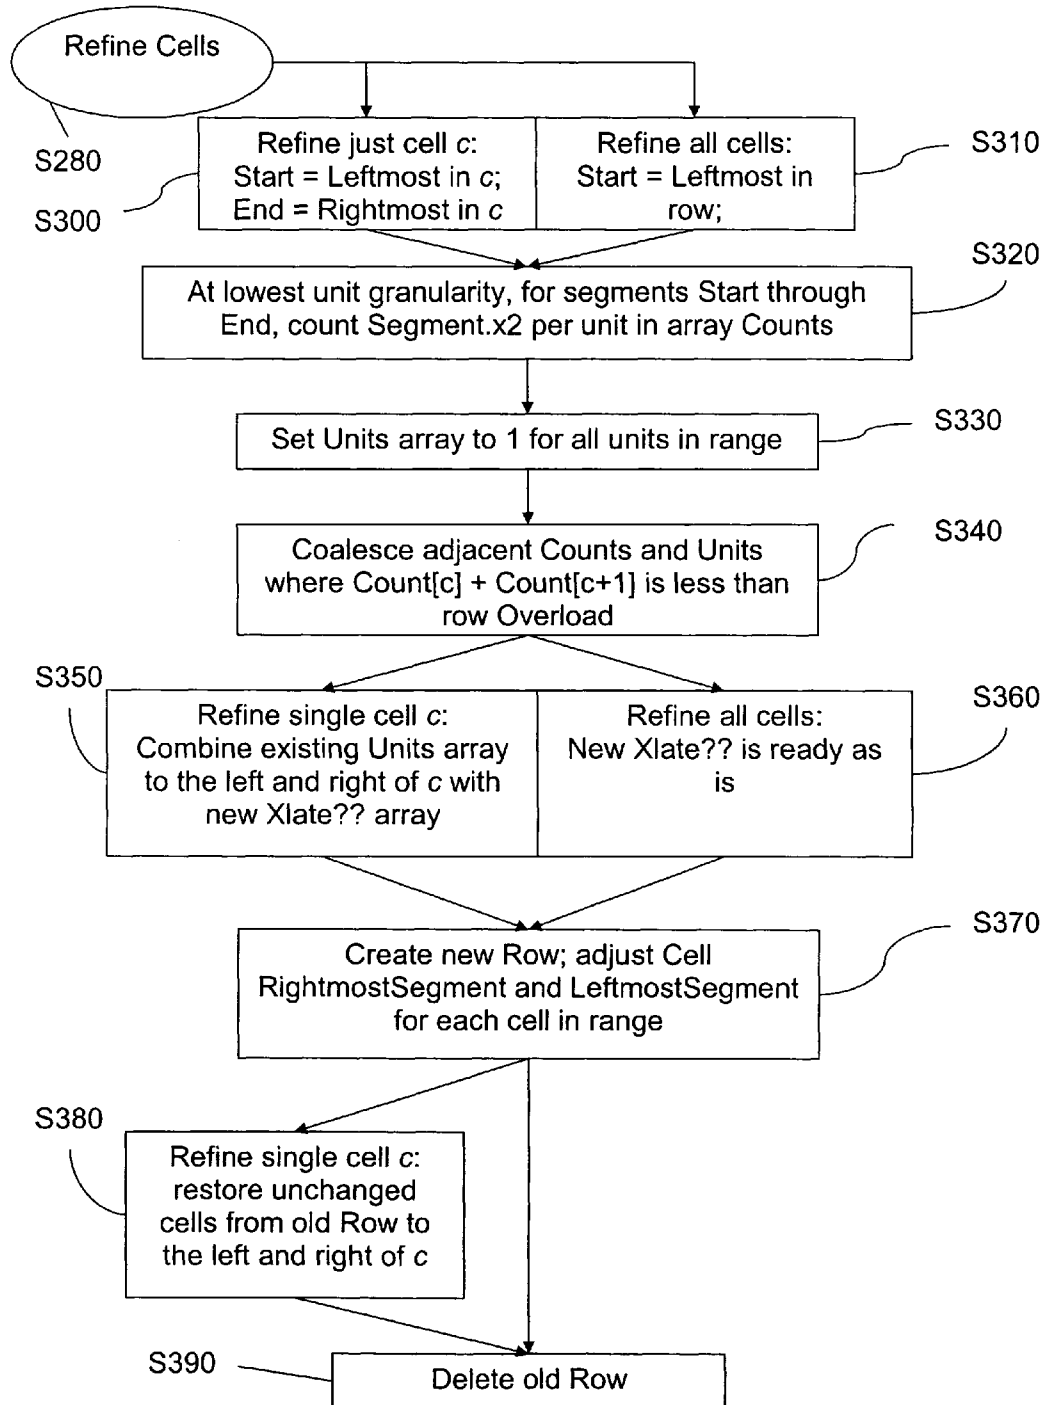 Refine Cells
S280
Refine just cell c:
Start = Leftmost in c;
End = Rightmost in c
S300
Refine all cells:
Start = Leftmost in
row;
S310
S320
At lowest unit granularity, for segments Start through
End, count Segment.x2 per unit in array Counts
S330
Set Units array to 1 for all units in range
S340
Coalesce adjacent Counts and Units
where Count[c] + Count[c+1] is less than
row Overload
S350
Refine single cell c:
Combine existing Units array
to the left and right of c with
new Xlate?? array
Refine all cells:
New Xlate?? is ready as
is
S360
S370
Create new Row; adjust Cell
RightmostSegment and LeftmostSegment
for each cell in range
S380
Refine single cell c:
restore unchanged
cells from old Row to
the left and right of c
S390
Delete old Row